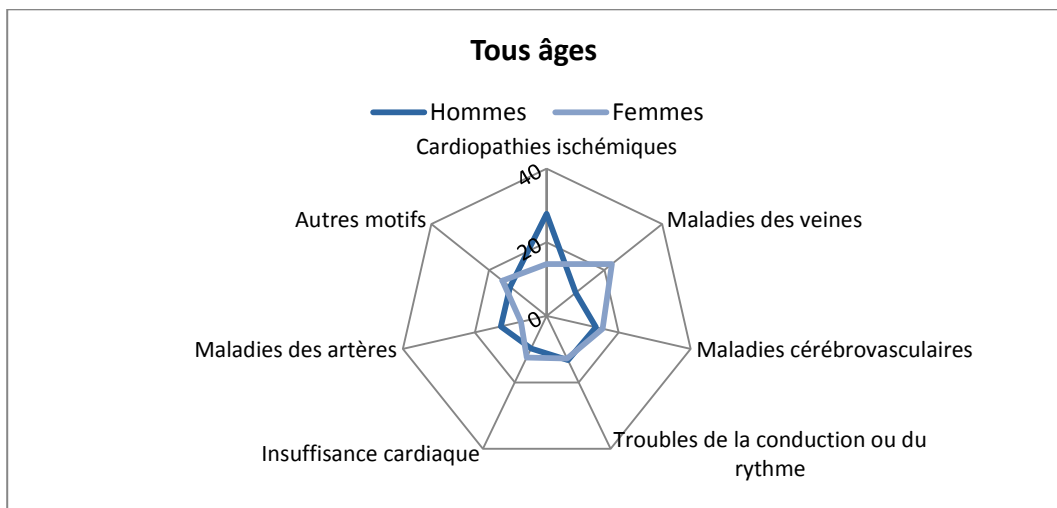 Tous âges
Hommes
Femmes
Cardiopathies ischémiques
40
Autres motifs
Maladies des veines
20
0
Maladies des artères
Maladies cérébrovasculaires
Insuffisance cardiaque
Troubles de la conduction ou du
rythme